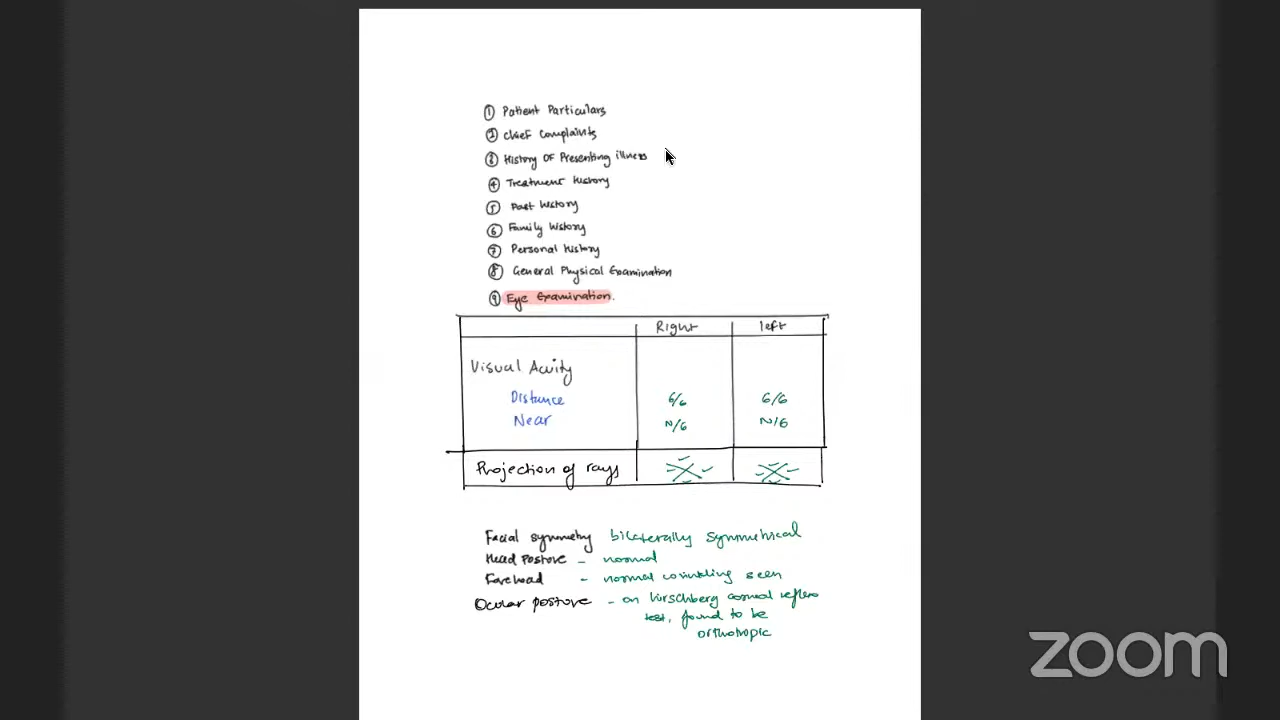 ① Patient Particulars
② Chief Complaints
③ History Of Presenting illness
④ Treatment History
⑤ Past History
⑥ Family History
⑦ Personal History
⑧ General Physical Examination
⑨ Eye Examination.
Right left
Visual Acuity
Distance 6/6 6/6
Near N/6 N/6
Projection of rays
Facial symmetry bilaterally symmetrical
Head Posture - normal
Forehead - normal wrinkling seen
Ocular posture - on hirschberg corneal reflex
test, found to be
orthotropic
zoom